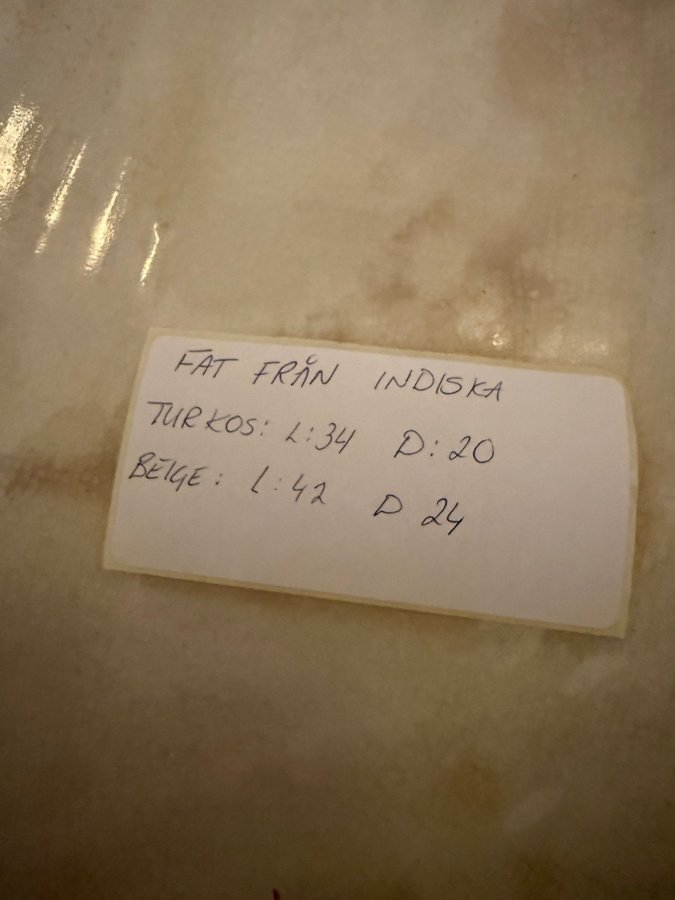 FAT FRÅN INDISKA
TURKOS: L:34 D:20
BEIGE: L:42 D 24